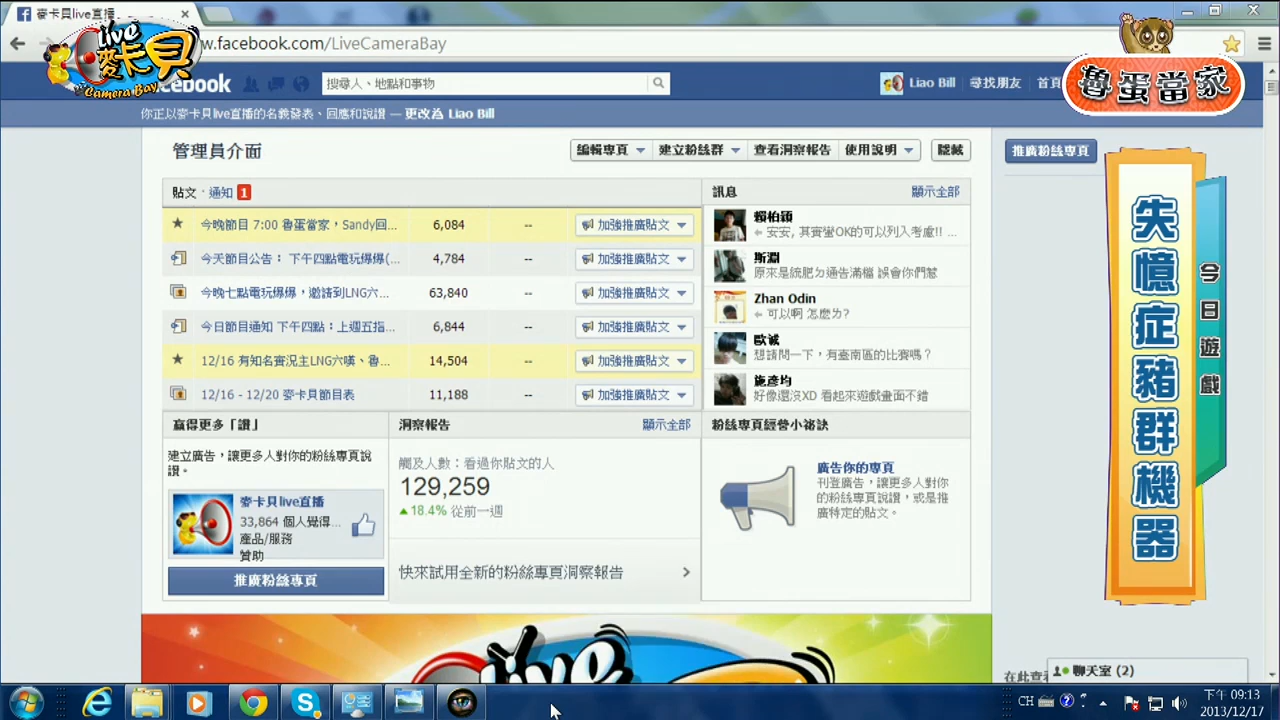 麥卡貝live直播
w.facebook.com/LiveCameraBay
live
麥卡貝
Camera Bay
cebook
搜尋人、地點和事物
Liao Bill
尋找朋友
首頁
魯蛋當家
你正以麥卡貝live直播的名義發表、回應和說讚 — 更改為 Liao Bill
管理員介面
編輯專頁
建立粉絲群
查看洞察報告
使用說明
隱藏
推廣粉絲專頁
貼文 · 通知 1
今晚節目 7:00 魯蛋當家,Sandy回...
6,084
--
加強推廣貼文
今天節目公告: 下午四點電玩爆爆(...
4,784
--
加強推廣貼文
今晚七點電玩爆爆,邀請到LNG六...
63,840
--
加強推廣貼文
今日節目通知 下午四點:上週五指...
6,844
--
加強推廣貼文
12/16 有知名實況主LNG六嘆、魯...
14,504
--
加強推廣貼文
12/16 - 12/20 麥卡貝節目表
11,188
--
加強推廣貼文
訊息
顯示全部
賴柏穎
安安, 其實蠻OK的可以列入考慮!! ...
斯淵
原來是統肥ㄉ通告滿檔 誤會你們惹
Zhan Odin
可以啊 怎麼ㄌ?
歐誠
想請問一下,有臺南區的比賽嗎?
施彥均
好像還沒XD 看起來遊戲畫面不錯
贏得更多「讚」
建立廣告,讓更多人對你的粉絲專頁說
讚。
麥卡貝live直播
33,864 個人覺得...
產品/服務
贊助
推廣粉絲專頁
洞察報告
顯示全部
觸及人數:看過你貼文的人
129,259
18.4% 從前一週
快來試用全新的粉絲專頁洞察報告
粉絲專頁經營小祕訣
廣告你的專頁
刊登廣告,讓更多人對你
的粉絲專頁說讚,或是推
廣特定的貼文。
今日遊戲
失憶症豬群機器
live
在此查看
聊天室 (2)
CH
下午 09:13
2013/12/17